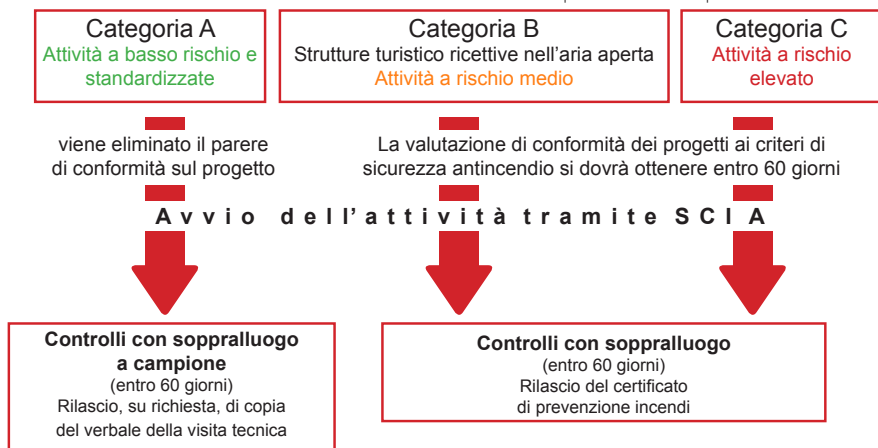 Categoria A
Attività a basso rischio e
standardizzate
Categoria B
Strutture turistico ricettive nell'aria aperta
Attività a rischio medio
Categoria C
Attività a rischio
elevato
viene eliminato il parere
di conformità sul progetto
La valutazione di conformità dei progetti ai criteri di
sicurezza antincendio si dovrà ottenere entro 60 giorni
Avvio dell'attività tramite SCIA
Controlli con soppralluogo
a campione
(entro 60 giorni)
Rilascio, su richiesta, di copia
del verbale della visita tecnica
Controlli con soppralluogo
(entro 60 giorni)
Rilascio del certificato
di prevenzione incendi